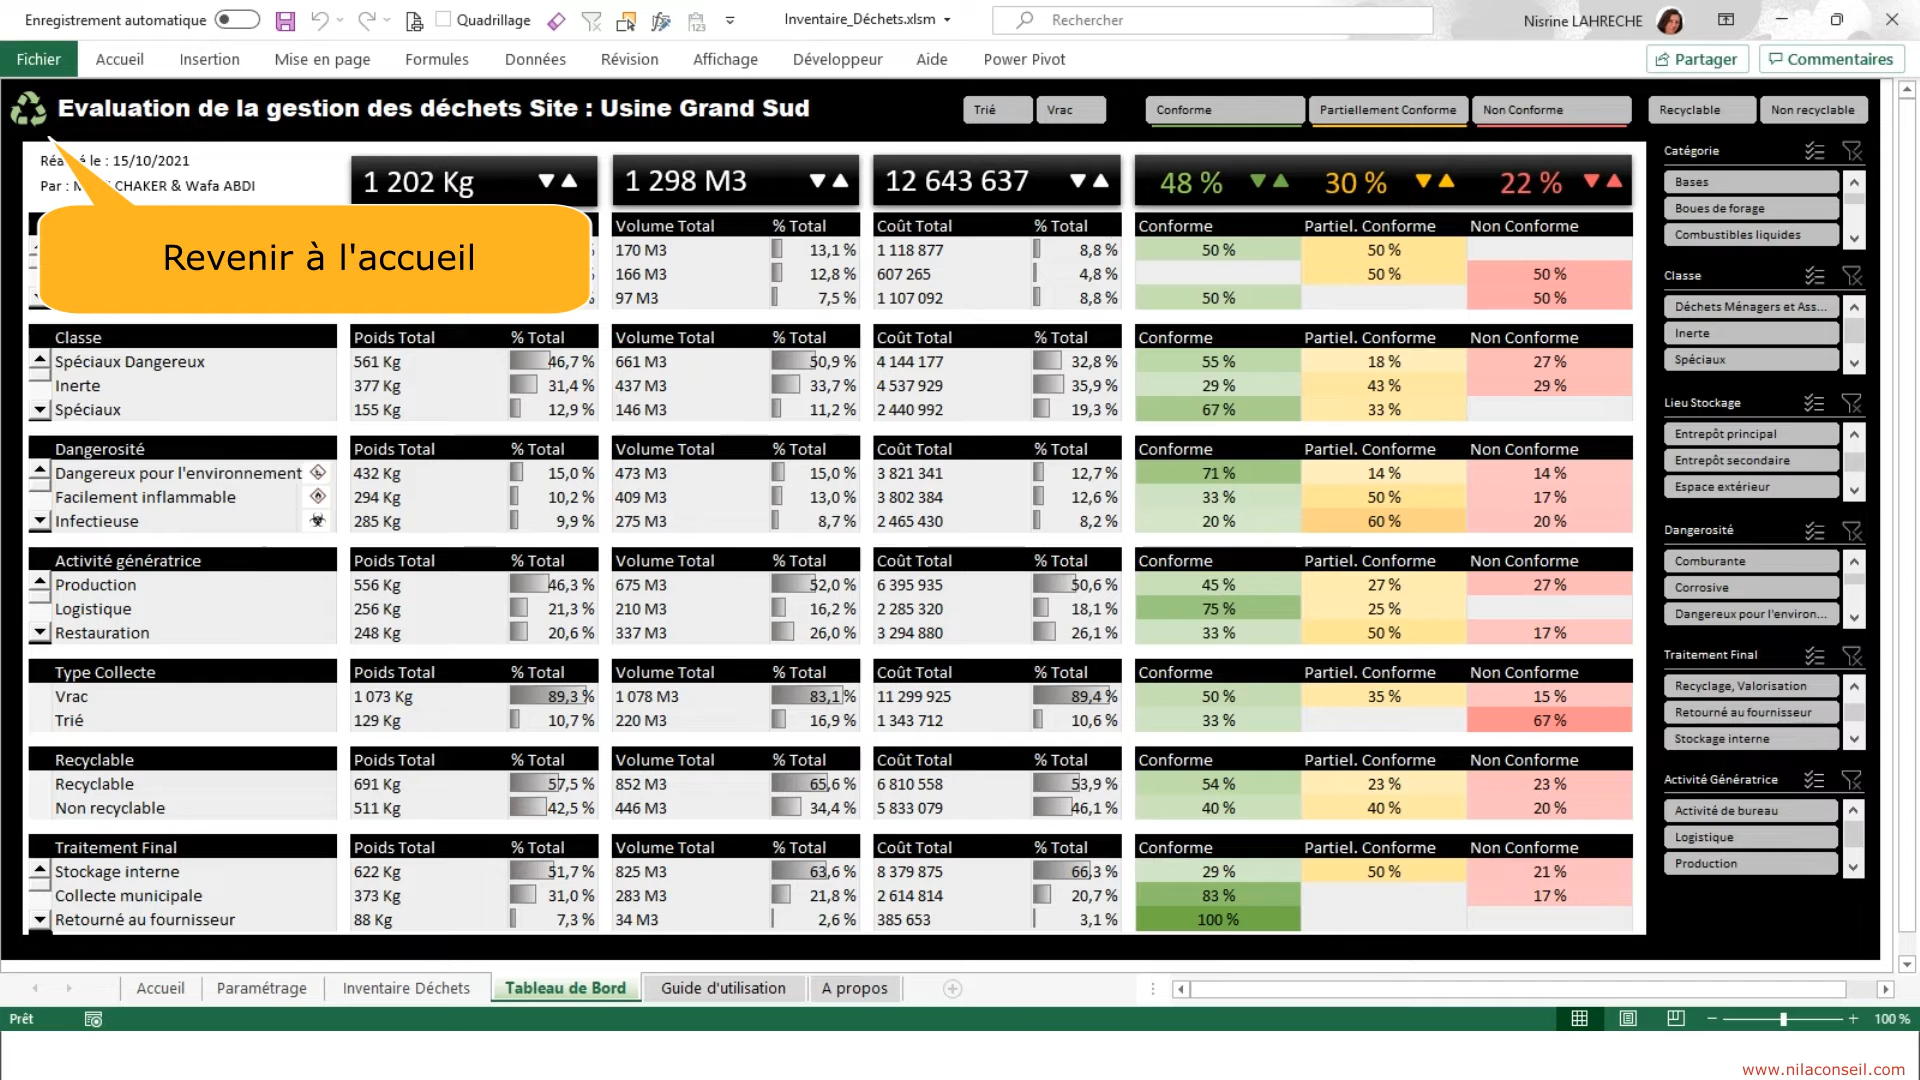 Enregistrement automatique Quadrillage Inventaire_Déchets.xlsm Rechercher Nisrine LAHRECHE
Fichier Accueil Insertion Mise en page Formules Données Révision Affichage Développeur Aide Power Pivot Partager Commentaires
Evaluation de la gestion des déchets Site : Usine Grand Sud Trié Vrac Conforme Partiellement Conforme Non Conforme Recyclable Non recyclable
le : 15/10/2021
Par : CHAKER & Wafa ABDI
1 202 Kg 1 298 M3 12 643 637 48 % 30 % 22 %
Revenir à l'accueil
Volume Total % Total Coût Total % Total Conforme Partiel. Conforme Non Conforme
170 M3 13,1 % 1 118 877 8,8 % 50 % 50 %
166 M3 12,8 % 607 265 4,8 % 50 % 50 %
97 M3 7,5 % 1 107 092 8,8 % 50 % 50 %
Classe Poids Total % Total Volume Total % Total Coût Total % Total Conforme Partiel. Conforme Non Conforme
Spéciaux Dangereux 561 Kg 46,7 % 661 M3 50,9 % 4 144 177 32,8 % 55 % 18 % 27 %
Inerte 377 Kg 31,4 % 437 M3 33,7 % 4 537 929 35,9 % 29 % 43 % 29 %
Spéciaux 155 Kg 12,9 % 146 M3 11,2 % 2 440 992 19,3 % 67 % 33 %
Dangerosité Poids Total % Total Volume Total % Total Coût Total % Total Conforme Partiel. Conforme Non Conforme
Dangereux pour l'environnement 432 Kg 15,0 % 473 M3 15,0 % 3 821 341 12,7 % 71 % 14 % 14 %
Facilement inflammable 294 Kg 10,2 % 409 M3 13,0 % 3 802 384 12,6 % 33 % 50 % 17 %
Infectieuse 285 Kg 9,9 % 275 M3 8,7 % 2 465 430 8,2 % 20 % 60 % 20 %
Activité génératrice Poids Total % Total Volume Total % Total Coût Total % Total Conforme Partiel. Conforme Non Conforme
Production 556 Kg 46,3 % 675 M3 52,0 % 6 395 935 50,6 % 45 % 27 % 27 %
Logistique 256 Kg 21,3 % 210 M3 16,2 % 2 285 320 18,1 % 75 % 25 %
Restauration 248 Kg 20,6 % 337 M3 26,0 % 3 294 880 26,1 % 33 % 50 % 17 %
Type Collecte Poids Total % Total Volume Total % Total Coût Total % Total Conforme Partiel. Conforme Non Conforme
Vrac 1 073 Kg 89,3 % 1 078 M3 83,1 % 11 299 925 89,4 % 50 % 35 % 15 %
Trié 129 Kg 10,7 % 220 M3 16,9 % 1 343 712 10,6 % 33 % 67 %
Recyclable Poids Total % Total Volume Total % Total Coût Total % Total Conforme Partiel. Conforme Non Conforme
Recyclable 691 Kg 57,5 % 852 M3 65,6 % 6 810 558 53,9 % 54 % 23 % 23 %
Non recyclable 511 Kg 42,5 % 446 M3 34,4 % 5 833 079 46,1 % 40 % 40 % 20 %
Traitement Final Poids Total % Total Volume Total % Total Coût Total % Total Conforme Partiel. Conforme Non Conforme
Stockage interne 622 Kg 51,7 % 825 M3 63,6 % 8 379 875 66,3 % 29 % 50 % 21 %
Collecte municipale 373 Kg 31,0 % 283 M3 21,8 % 2 614 814 20,7 % 83 % 17 %
Retourné au fournisseur 88 Kg 7,3 % 34 M3 2,6 % 385 653 3,1 % 100 %
Catégorie
Bases
Boues de forage
Combustibles liquides
Classe
Déchets Ménagers et Ass...
Inerte
Spéciaux
Lieu Stockage
Entrepôt principal
Entrepôt secondaire
Espace extérieur
Dangerosité
Comburante
Corrosive
Dangereux pour l'environ...
Traitement Final
Recyclage, Valorisation
Retourné au fournisseur
Stockage interne
Activité Génératrice
Activité de bureau
Logistique
Production
Accueil Paramétrage Inventaire Déchets Tableau de Bord Guide d'utilisation A propos
Prêt 100 %
www.nilaconseil.com